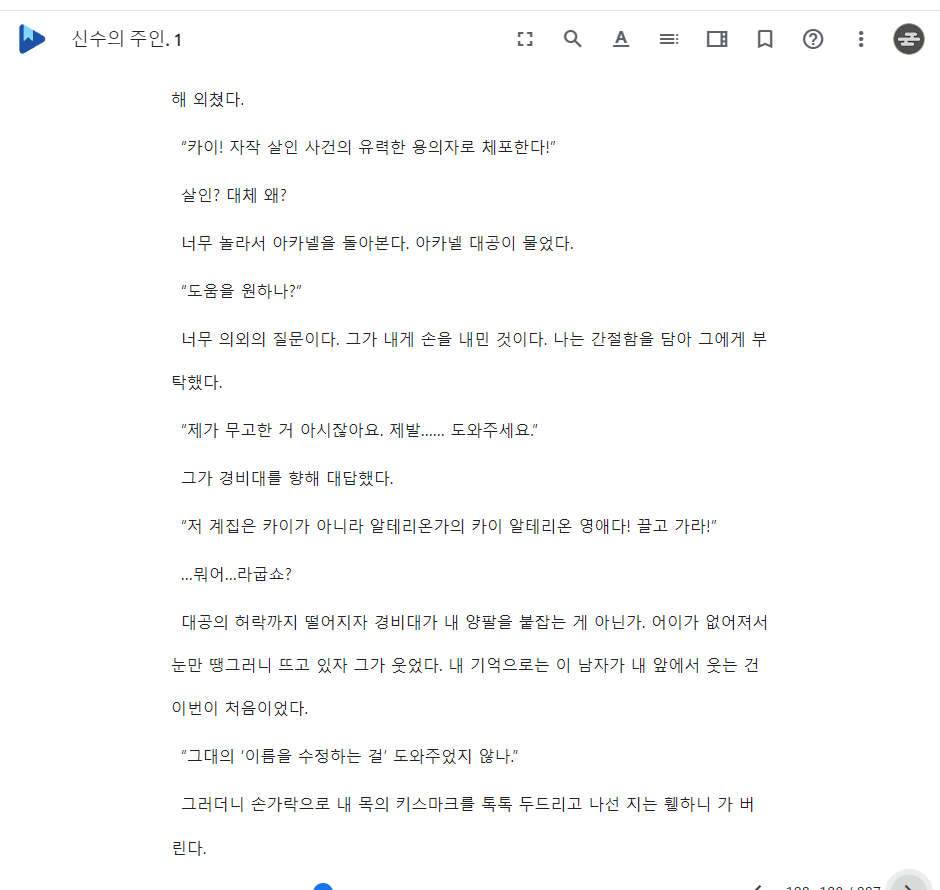 신수의 주인. 1
해 외쳤다.
“카이! 자작 살인 사건의 유력한 용의자로 체포한다!”
살인? 대체 왜?
너무 놀라서 아카넬을 돌아본다. 아카넬 대공이 물었다.
“도움을 원하나?”
너무 의외의 질문이다. 그가 내게 손을 내민 것이다. 나는 간절함을 담아 그에게 부
탁했다.
“제가 무고한 거 아시잖아요. 제발...... 도와주세요.”
그가 경비대를 향해 대답했다.
“저 계집은 카이가 아니라 알테리온가의 카이 알테리온 영애다! 끌고 가라!”
...뭐어...라굽쇼?
대공의 허락까지 떨어지자 경비대가 내 양팔을 붙잡는 게 아닌가. 어이가 없어져서
눈만 땡그러니 뜨고 있자 그가 웃었다. 내 기억으로는 이 남자가 내 앞에서 웃는 건
이번이 처음이었다.
“그대의 ‘이름을 수정하는 걸’ 도와주었지 않나.”
그러더니 손가락으로 내 목의 키스마크를 톡톡 두드리고 나선 지는 휑하니 가 버
린다.